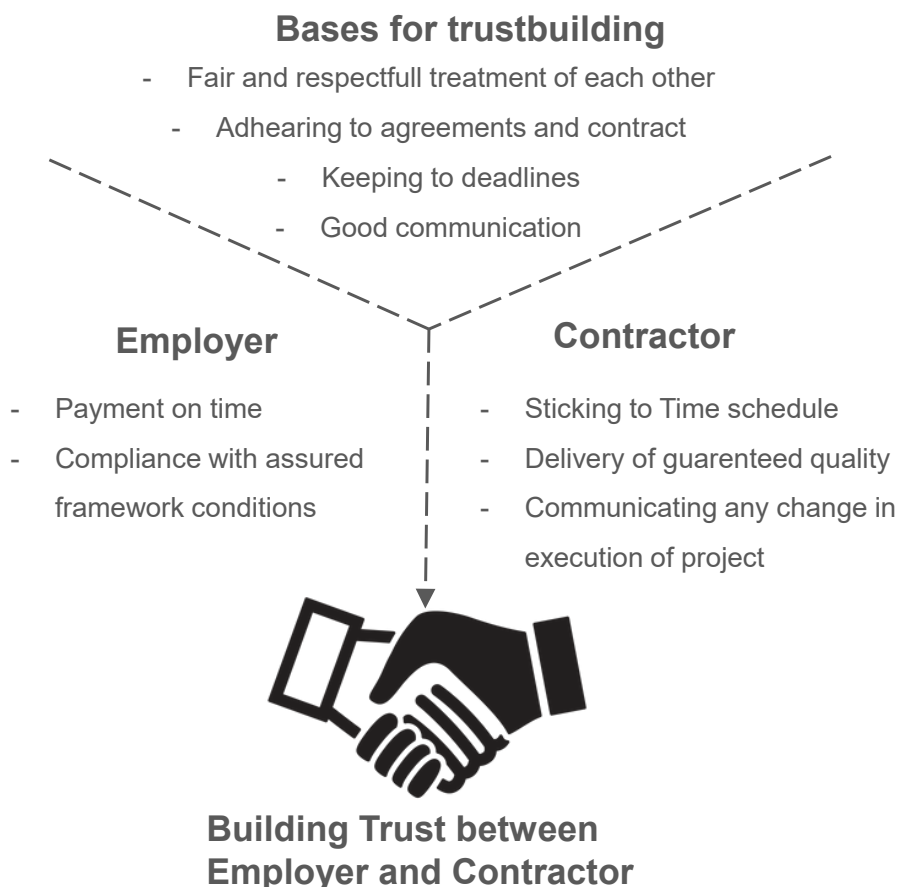 Bases for trustbuilding
- Fair and respectfull treatment of each other
- Adhearing to agreements and contract
- Keeping to deadlines
- Good communication
Employer
- Payment on time
- Compliance with assured
framework conditions
Contractor
- Sticking to Time schedule
- Delivery of guarenteed quality
- Communicating any change in
execution of project
Building Trust between
Employer and Contractor